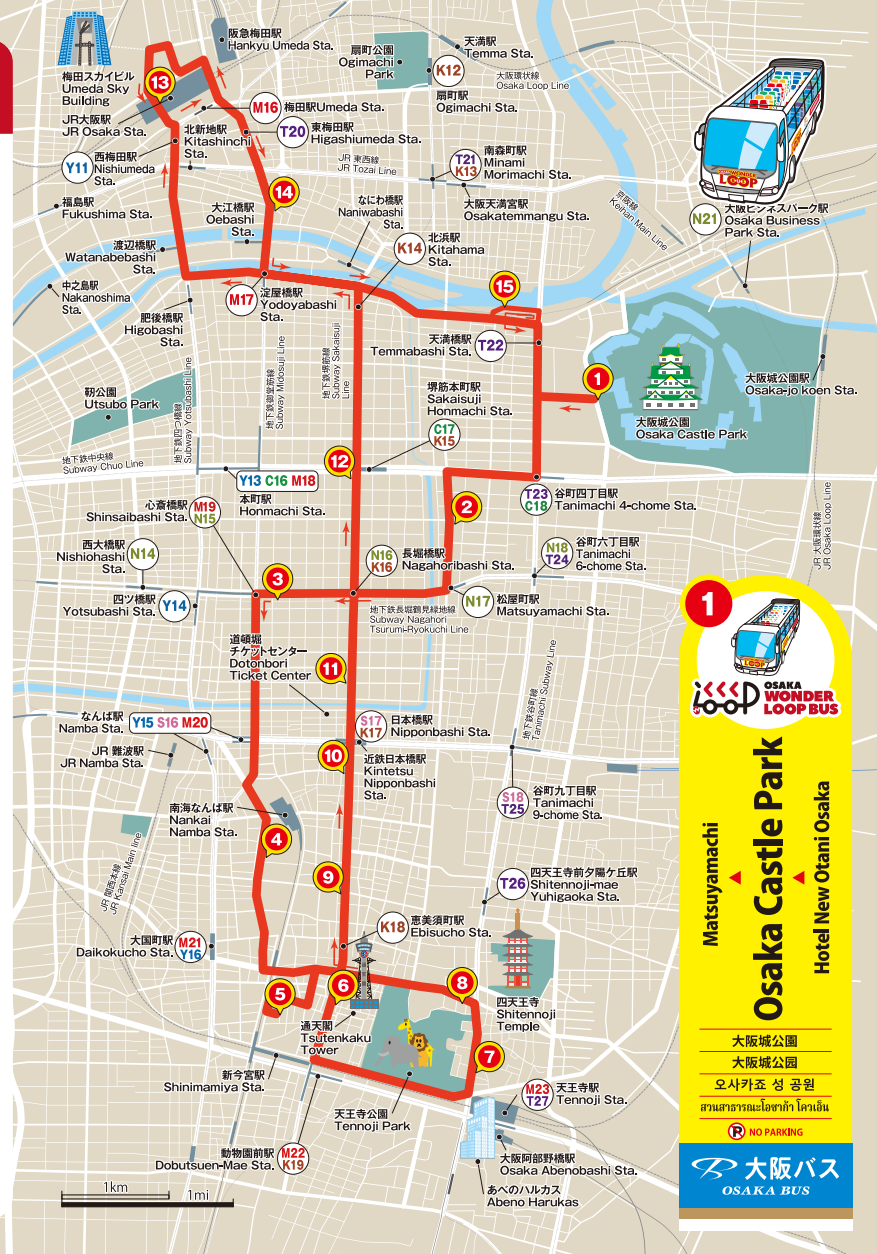 阪急梅田駅
Hankyu Umeda Sta.
扇町公園
Ogimachi
Park
天満駅
Temma Sta.
K12
大阪環状線
Osaka Loop Line
扇町駅
Ogimachi Sta.
梅田スカイビル
Umeda Sky
Building
13
JR大阪駅
JR Osaka Sta.
M16
梅田駅Umeda Sta.
T20
東梅田駅
Higashiumeda Sta.
北新地駅
Kitashinchi
Sta.
Y11
西梅田駅
Nishiumeda
Sta.
JR 東西線
JR Tozai Line
T21
K13
南森町駅
Minami
Morimachi Sta.
大阪天満宮駅
Osakatemmangu Sta.
福島駅
Fukushima Sta.
14
大江橋駅
Oebashi
Sta.
なにわ橋駅
Naniwabashi
Sta.
京阪線
Keihan Main Line
WONDER
LOOP
N21
大阪ビジネスパーク駅
Osaka Business
Park Sta.
渡辺橋駅
Watanabebashi
Sta.
K14
北浜駅
Kitahama
Sta.
中之島駅
Nakanoshima
Sta.
肥後橋駅
Higobashi
Sta.
M17
淀屋橋駅
Yodoyabashi
Sta.
15
天満橋駅
Temmabashi Sta.
T22
靭公園
Utsubo Park
地下鉄四つ橋線
Subway Yotsubashi Line
地下鉄御堂筋線
Subway Midosuji Line
地下鉄堺筋線
Subway Sakaisuji
Line
堺筋本町駅
Sakaisuji
Honmachi Sta.
C17
K15
1
大阪城公園
Osaka Castle Park
大阪城公園駅
Osaka-jo koen Sta.
地下鉄中央線
Subway Chuo Line
12
Y13 C16 M18
本町駅
Honmachi Sta.
心斎橋駅
Shinsaibashi Sta.
M19
N15
2
T23
C18
谷町四丁目駅
Tanimachi 4-chome Sta.
JR 大阪環状線
JR Osaka Loop Line
西大橋駅
Nishiohashi
Sta.
N14
N16
K16
長堀橋駅
Nagahoribashi Sta.
N18
T24
谷町六丁目駅
Tanimachi
6-chome Sta.
3
四ツ橋駅
Yotsubashi Sta.
Y14
N17
松屋町駅
Matsuyamachi Sta.
地下鉄長堀鶴見緑地線
Subway Nagahori
Tsurumi-Ryokuchi Line
道頓堀
チケットセンター
Dotonbori
Ticket Center
11
地下鉄谷町線
Tanimachi Subway Line
なんば駅
Namba Sta.
Y15 S16 M20
S17
K17
日本橋駅
Nipponbashi Sta.
JR 難波駅
JR Namba Sta.
10
近鉄日本橋駅
Kintetsu
Nipponbashi
Sta.
S18
T25
谷町九丁目駅
Tanimachi
9-chome Sta.
南海なんば駅
Nankai
Namba Sta.
4
JR 関西本線
JR Kansai Main line
9
T26
四天王寺前夕陽ケ丘駅
Shitennoji-mae
Yuhigaoka Sta.
大国町駅
Daikokucho Sta.
M21
Y16
K18
恵美須町駅
Ebisucho Sta.
5
6
8
四天王寺
Shitennoji
Temple
通天閣
Tsutenkaku
Tower
7
新今宮駅
Shinimamiya Sta.
天王寺公園
Tennoji Park
M23
T27
天王寺駅
Tennoji Sta.
動物園前駅
Dobutsuen-Mae Sta.
M22
K19
大阪阿部野橋駅
Osaka Abenobashi Sta.
あべのハルカス
Abeno Harukas
1km
1mi
1
LOOP
LOOP
OSAKA
WONDER
LOOP BUS
Matsuyamachi
Osaka Castle Park
Hotel New Otani Osaka
大阪城公園
大阪城公园
오사카죠 성 공원
สวนสาธารณะโอซาก้า โควเอ็น
P NO PARKING
大阪バス
OSAKA BUS